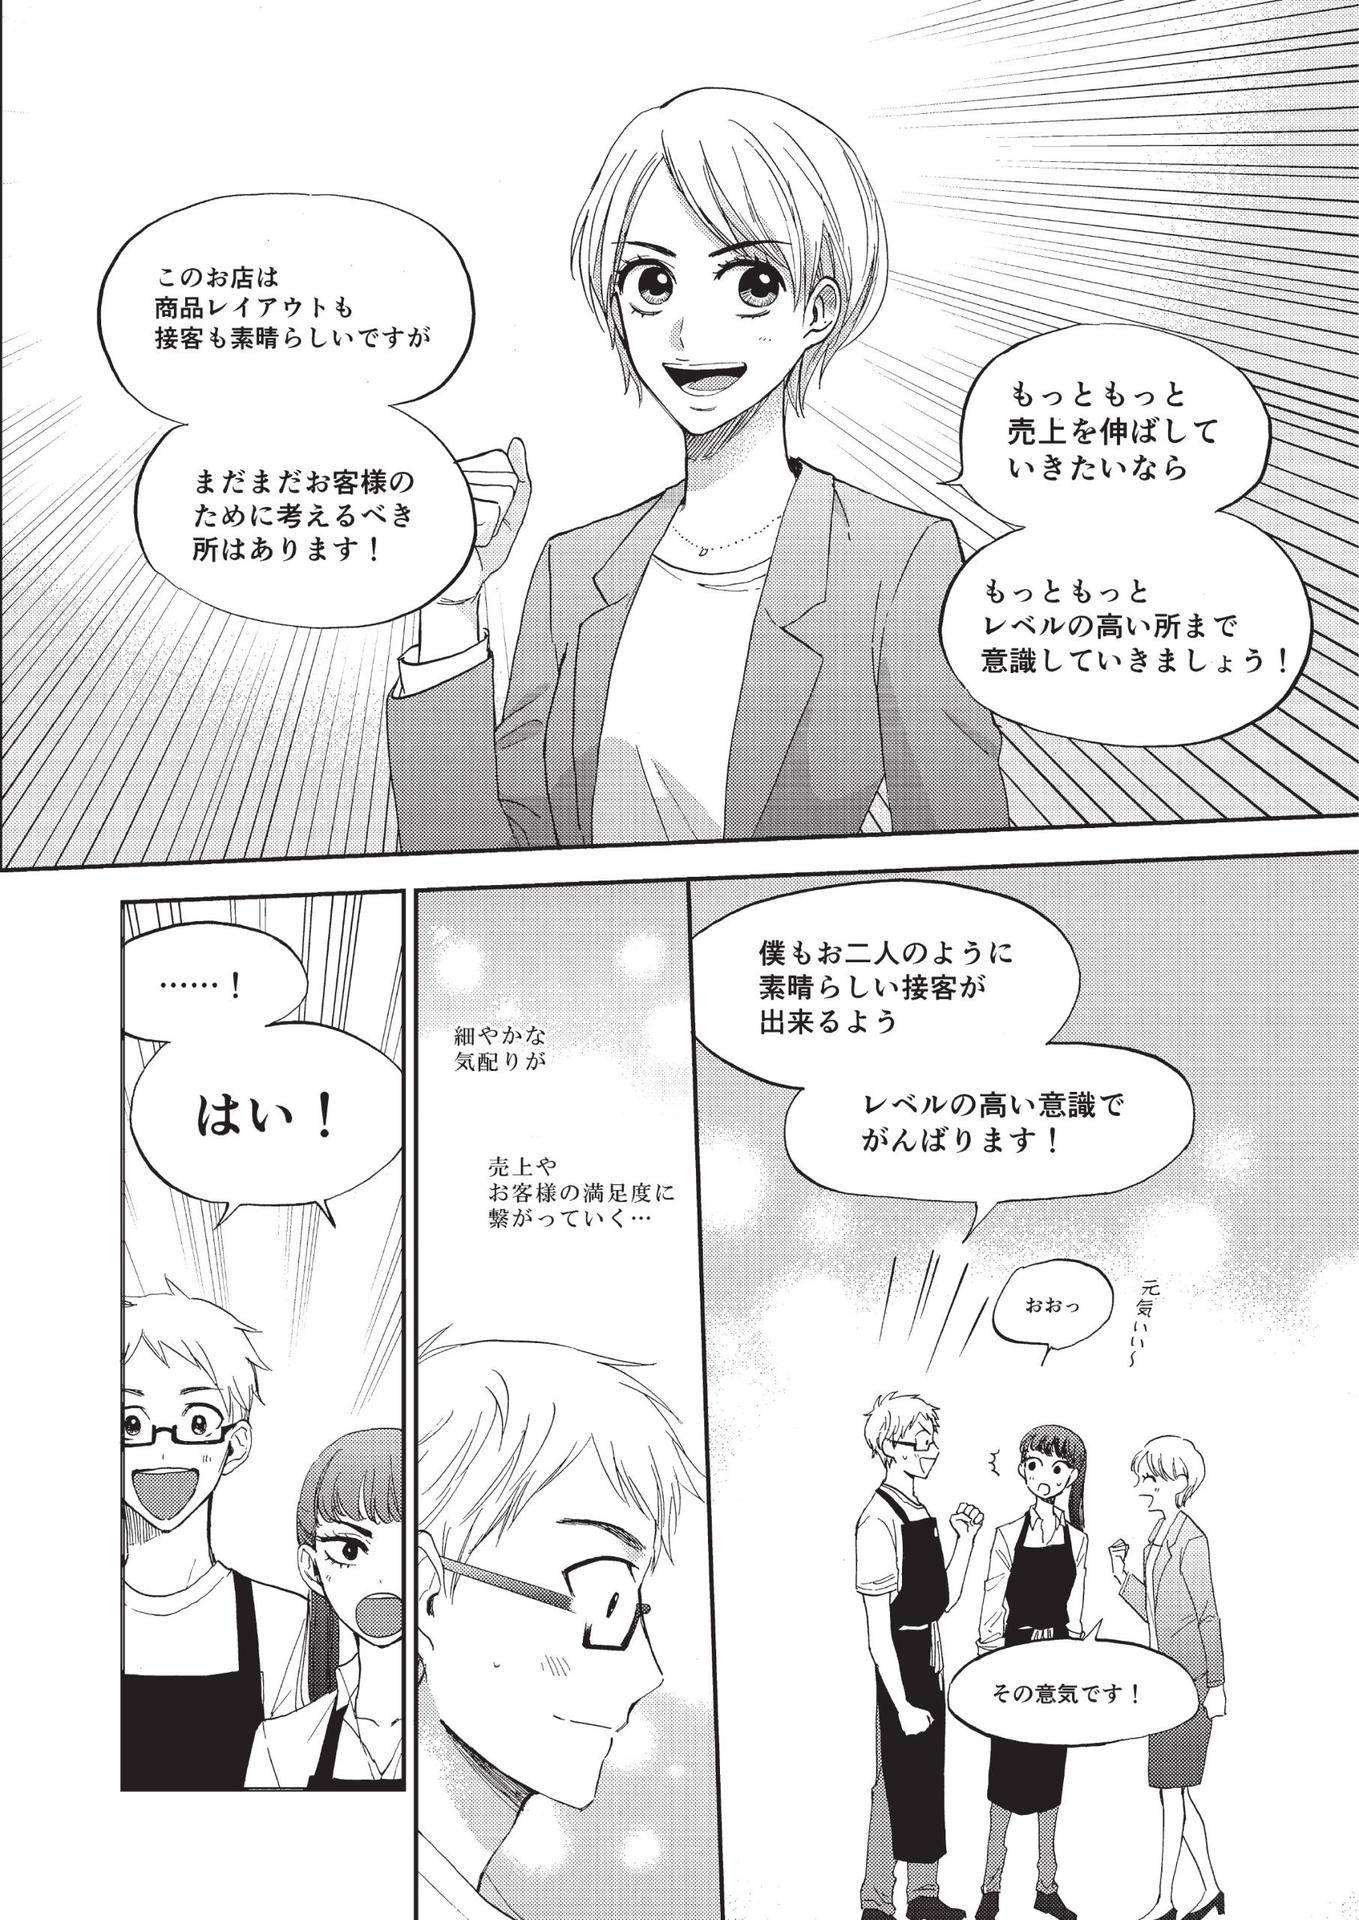 このお店は
商品レイアウトも
接客も素晴らしいですが
まだまだお客様の
ために考えるべき
所はあります！
もっともっと
売上を伸ばして
いきたいなら
もっともっと
レベルの高い所まで
意識していきましょう！
……！
はい！
細やかな
気配りが
売上や
お客様の満足度に
繋がっていく…
僕もお二人のように
素晴らしい接客が
出来るよう
レベルの高い意識で
がんばります！
おおっ
元気いい～
その意気です！